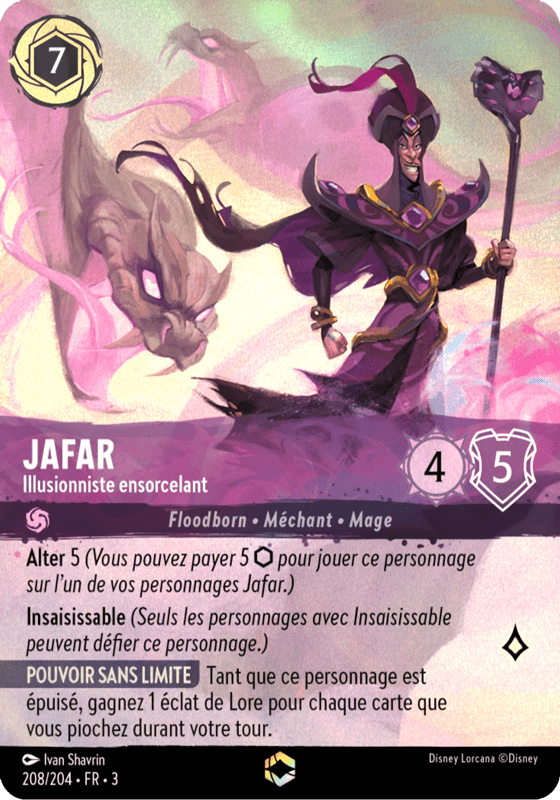 7
JAFAR
Illusionniste ensorcelant
4
5
Floodborn • Méchant • Mage
Alter 5 (Vous pouvez payer 5 pour jouer ce personnage
sur l'un de vos personnages Jafar.)
Insaisissable (Seuls les personnages avec Insaisissable
peuvent défier ce personnage.)
POUVOIR SANS LIMITE Tant que ce personnage est
épuisé, gagnez 1 éclat de Lore pour chaque carte que
vous piochez durant votre tour.
Ivan Shavrin
Disney Lorcana ©Disney
208/204 • FR • 3